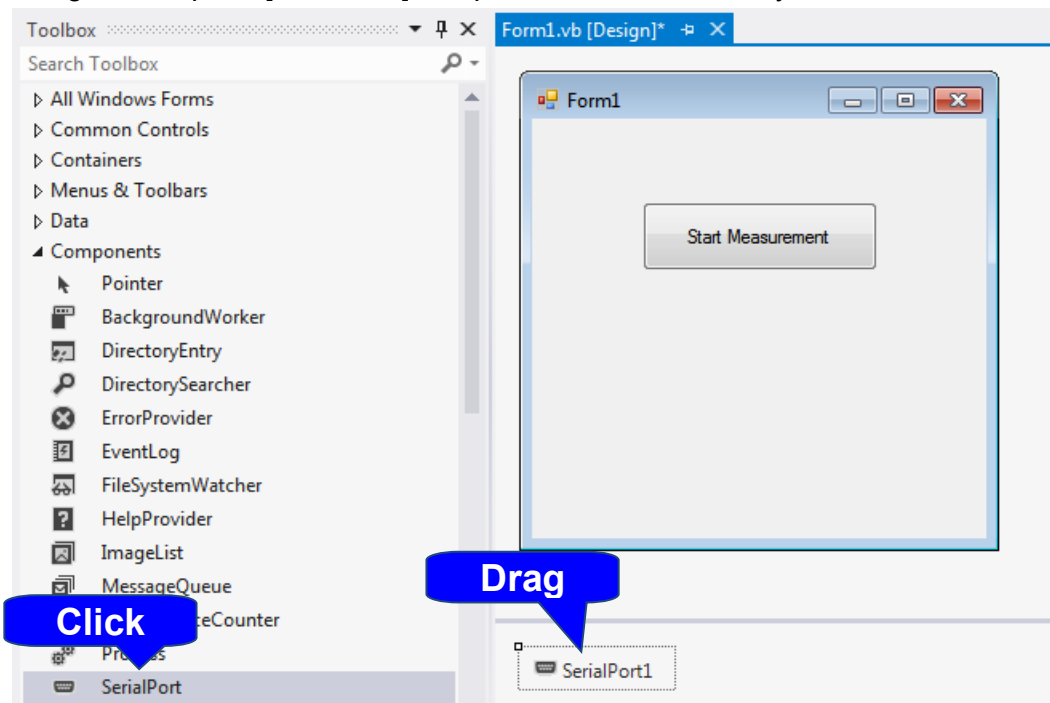 Toolbox
Search Toolbox
All Windows Forms
Common Controls
Containers
Menus & Toolbars
Data
Components
Pointer
BackgroundWorker
DirectoryEntry
DirectorySearcher
ErrorProvider
EventLog
FileSystemWatcher
HelpProvider
ImageList
MessageQueue
Click
SerialPort
Form1.vb [Design]*
Form1
Start Measurement
Drag
SerialPort1